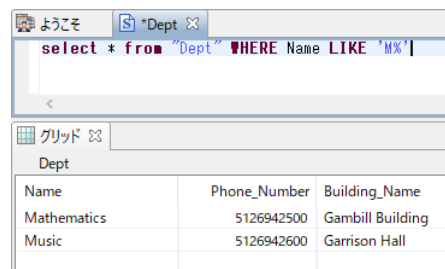 ようこそ *Dept
select * from "Dept" WHERE Name LIKE 'M%'
グリッド
Dept
Name Phone_Number Building_Name
Mathematics 5126942500 Gambill Building
Music 5126942600 Garrison Hall